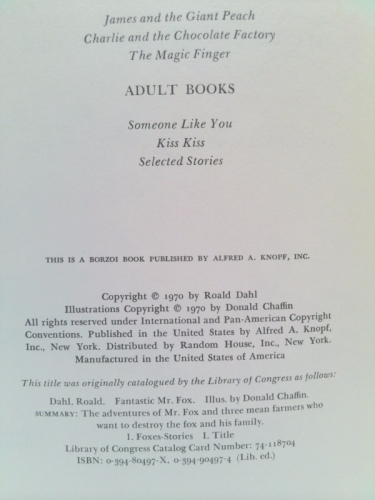 James and the Giant Peach
Charlie and the Chocolate Factory
The Magic Finger
ADULT BOOKS
Someone Like You
Kiss Kiss
Selected Stories
THIS IS A BORZOI BOOK PUBLISHED BY ALFRED A. KNOPF, INC.
Copyright © 1970 by Roald Dahl
Illustrations Copyright © 1970 by Donald Chaffin
All rights reserved under International and Pan-American Copyright
Conventions. Published in the United States by Alfred A. Knopf,
Inc., New York. Distributed by Random House, Inc., New York.
Manufactured in the United States of America
This title was originally catalogued by the Library of Congress as follows:
Dahl, Roald. Fantastic Mr. Fox. Illus. by Donald Chaffin.
SUMMARY: The adventures of Mr. Fox and three mean farmers who
want to destroy the fox and his family.
1. Foxes-Stories I. Title
Library of Congress Catalog Card Number: 74-118704
ISBN: 0-394-80497-X, 0-394-90497-4 (Lib. ed.)